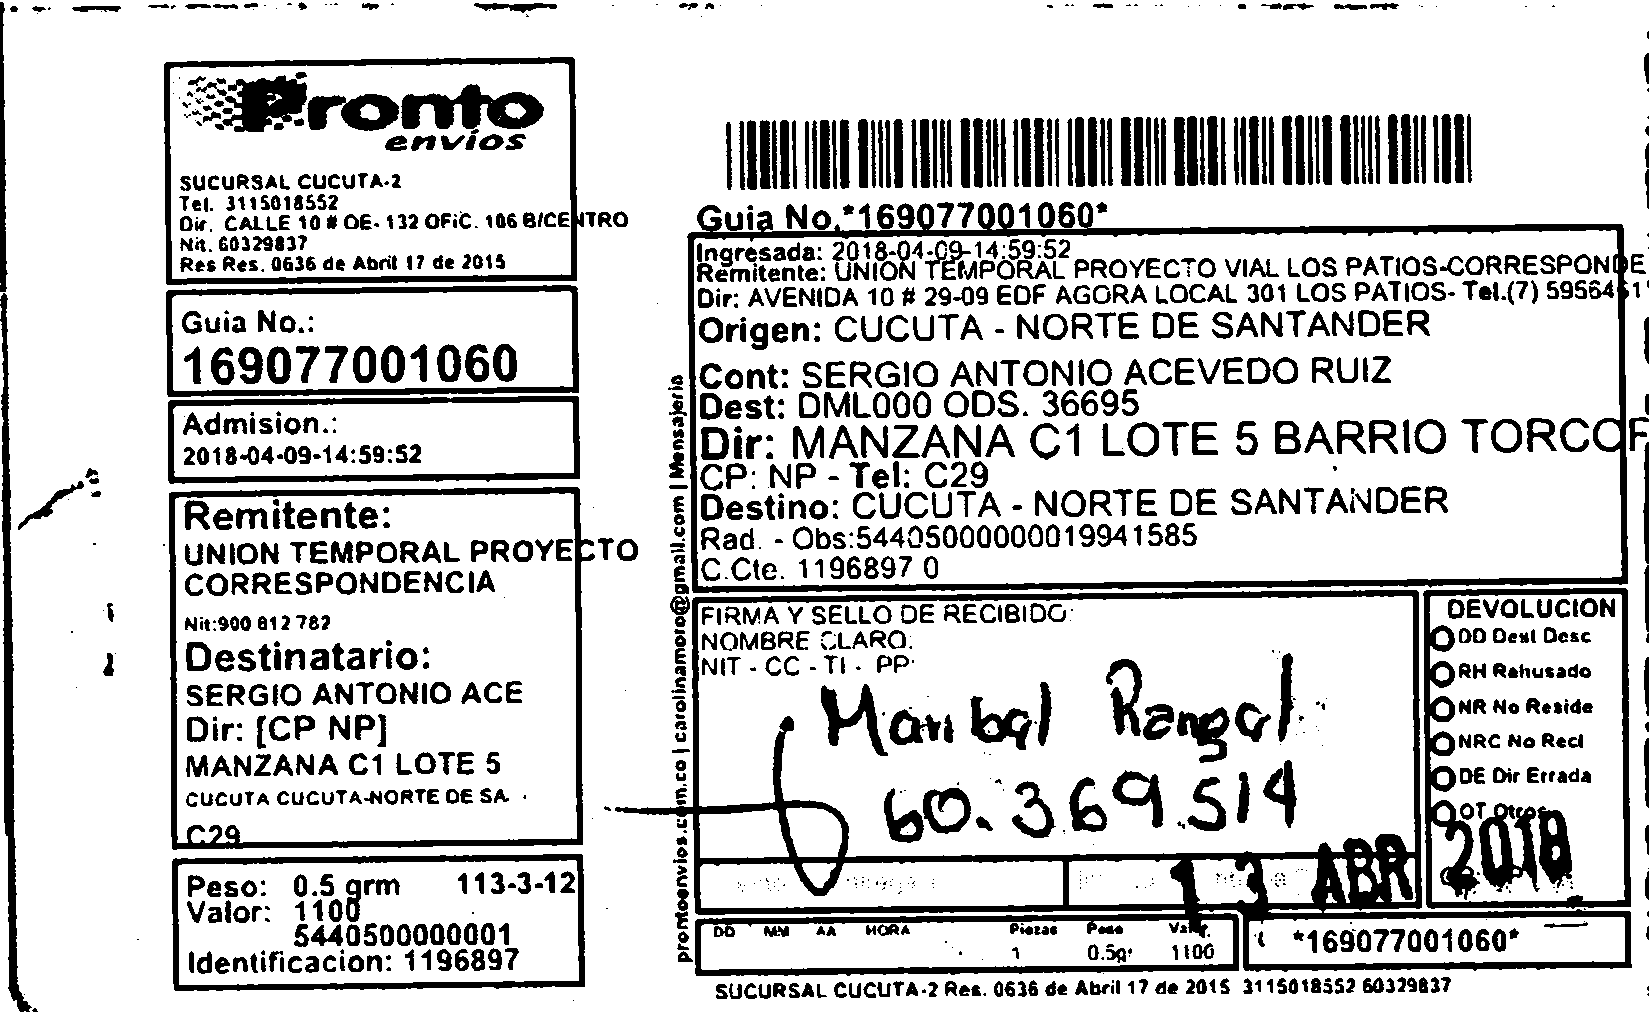 Pronto
envíos
SUCURSAL CUCUTA-2
Tel. 3115018552
Dir. CALLE 10 # OE- 132 OFiC. 106 B/CENTRO
Nit. 60329837
Res Res. 0636 de Abril 17 de 2015
Guia No.:
169077001060
Admision.:
2018-04-09-14:59:52
Remitente:
UNION TEMPORAL PROYECTO
CORRESPONDENCIA
Nit:900 812 782
Destinatario:
SERGIO ANTONIO ACE
Dir: [CP NP]
MANZANA C1 LOTE 5
CUCUTA CUCUTA-NORTE DE SA
C29
Peso: 0.5 grm 113-3-12
Valor: 1100
5440500000001
Identificacion: 1196897
prontoenvios.com.co | carolinamoro@gmail.com | Mensajeria
Guia No.*169077001060*
Ingresada: 2018-04-09-14:59:52
Remitente: UNION TEMPORAL PROYECTO VIAL LOS PATIOS-CORRESPONDE
Dir: AVENIDA 10 # 29-09 EDF AGORA LOCAL 301 LOS PATIOS- Tel.(7) 5956461
Origen: CUCUTA - NORTE DE SANTANDER
Cont: SERGIO ANTONIO ACEVEDO RUIZ
Dest: DML000 ODS. 36695
Dir: MANZANA C1 LOTE 5 BARRIO TORCOR
CP: NP - Tel: C29
Destino: CUCUTA - NORTE DE SANTANDER
Rad. - Obs:54405000000019941585
C.Cte. 1196897 0
FIRMA Y SELLO DE RECIBIDO:
NOMBRE CLARO:
NIT - CC - TI - PP:
Maribel Rangel
60.369.514
13 ABR 2018
DEVOLUCION
DD Dest Desc
RH Rahusado
NR No Reside
NRC No Recl
DE Dir Errada
OT Otros
DD MM AA HORA
Piezas Peso Valor.
1 0.5gr 1100
*169077001060*
SUCURSAL CUCUTA-2 Res. 0636 de Abril 17 de 2015 3115018552 60329837